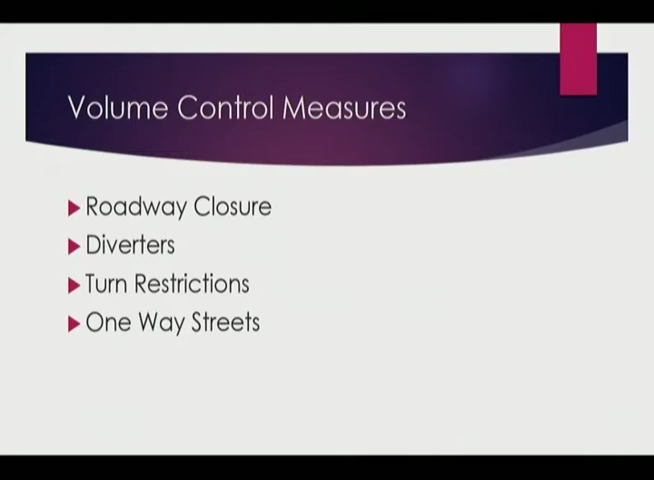 Volume Control Measures
Roadway Closure
Diverters
Turn Restrictions
One Way Streets